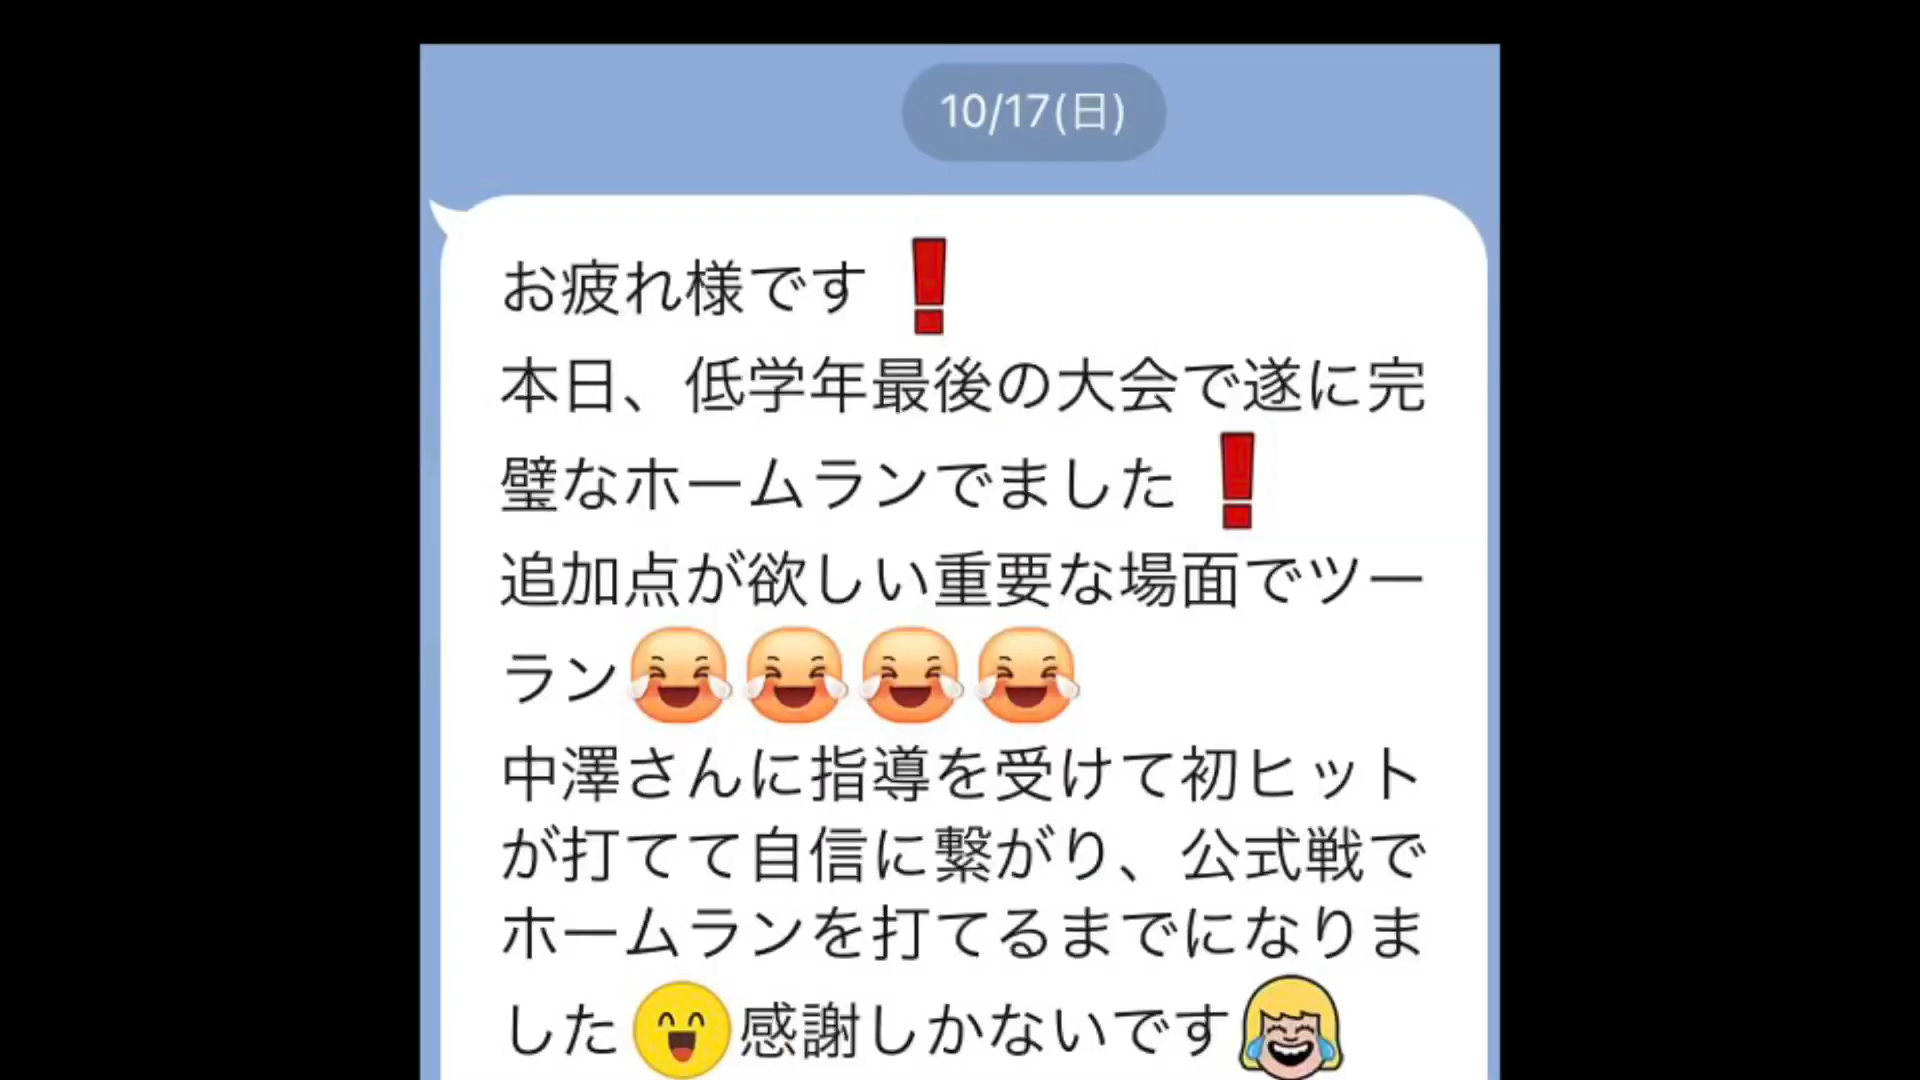 10/17(日)
お疲れ様です❗
本日、低学年最後の大会で遂に完
璧なホームランでました❗
追加点が欲しい重要な場面でツー
ラン😂😂😂😂
中澤さんに指導を受けて初ヒット
が打てて自信に繋がり、公式戦で
ホームランを打てるまでになりま
した😄感謝しかないです😂